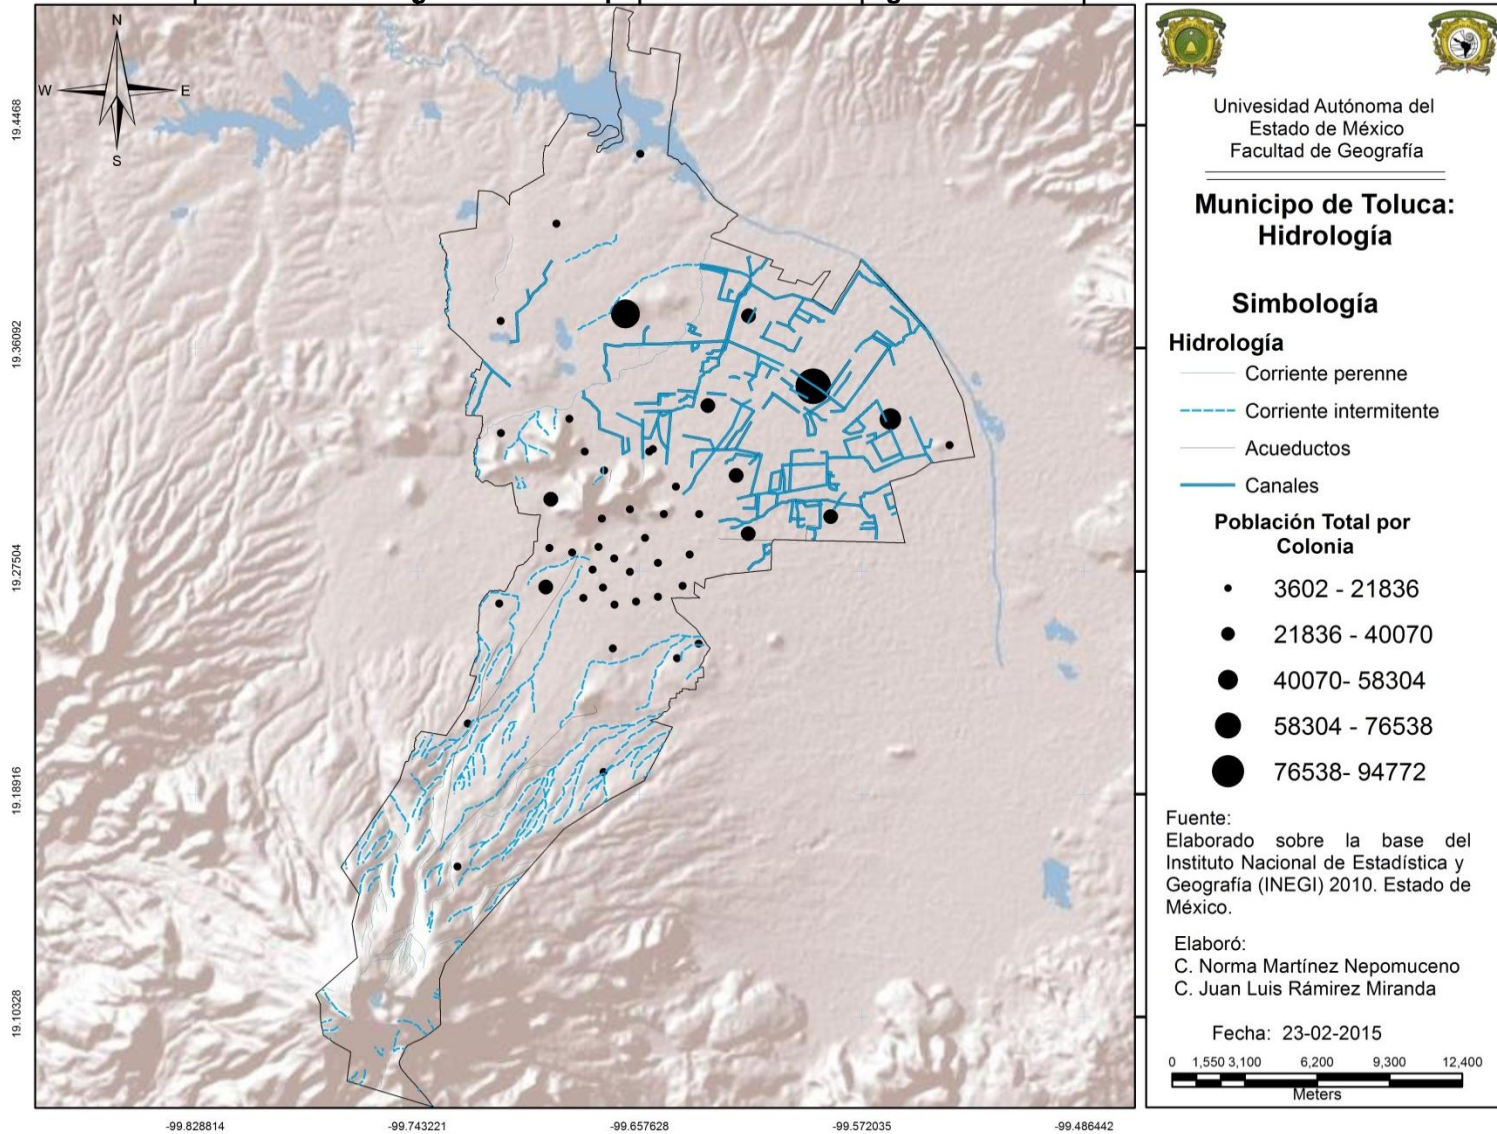 N
W
E
S
19.4468
19.36092
19.27504
19.18916
19.10328
-99.828814
-99.743221
-99.657628
-99.572035
-99.486442
Univesidad Autónoma del
Estado de México
Facultad de Geografía
Municipo de Toluca:
Hidrología
Simbología
Hidrología
Corriente perenne
Corriente intermitente
Acueductos
Canales
Población Total por
Colonia
3602 - 21836
21836 - 40070
40070- 58304
58304 - 76538
76538- 94772
Fuente:
Elaborado sobre la base del
Instituto Nacional de Estadística y
Geografía (INEGI) 2010. Estado de
México.
Elaboró:
C. Norma Martínez Nepomuceno
C. Juan Luis Rámirez Miranda
Fecha: 23-02-2015
0 1,550 3,100 6,200 9,300 12,400
Meters